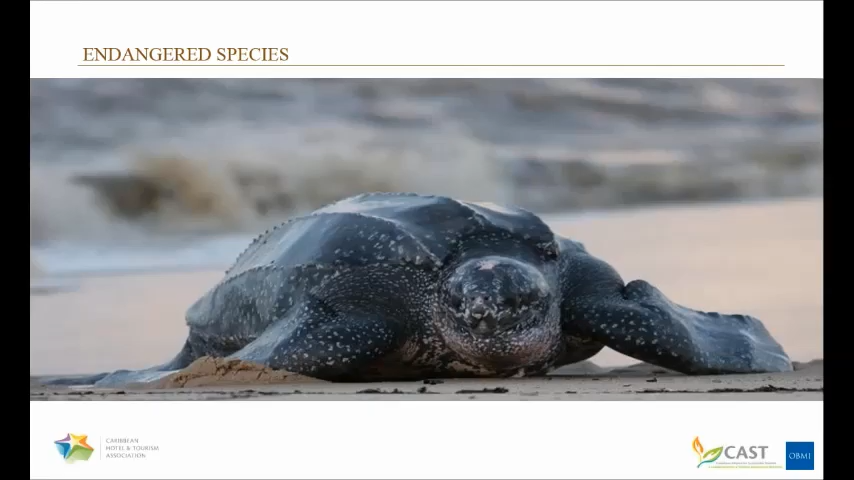 ENDANGERED SPECIES
CARIBBEAN
HOTEL & TOURISM
ASSOCIATION
CAST
OBMI